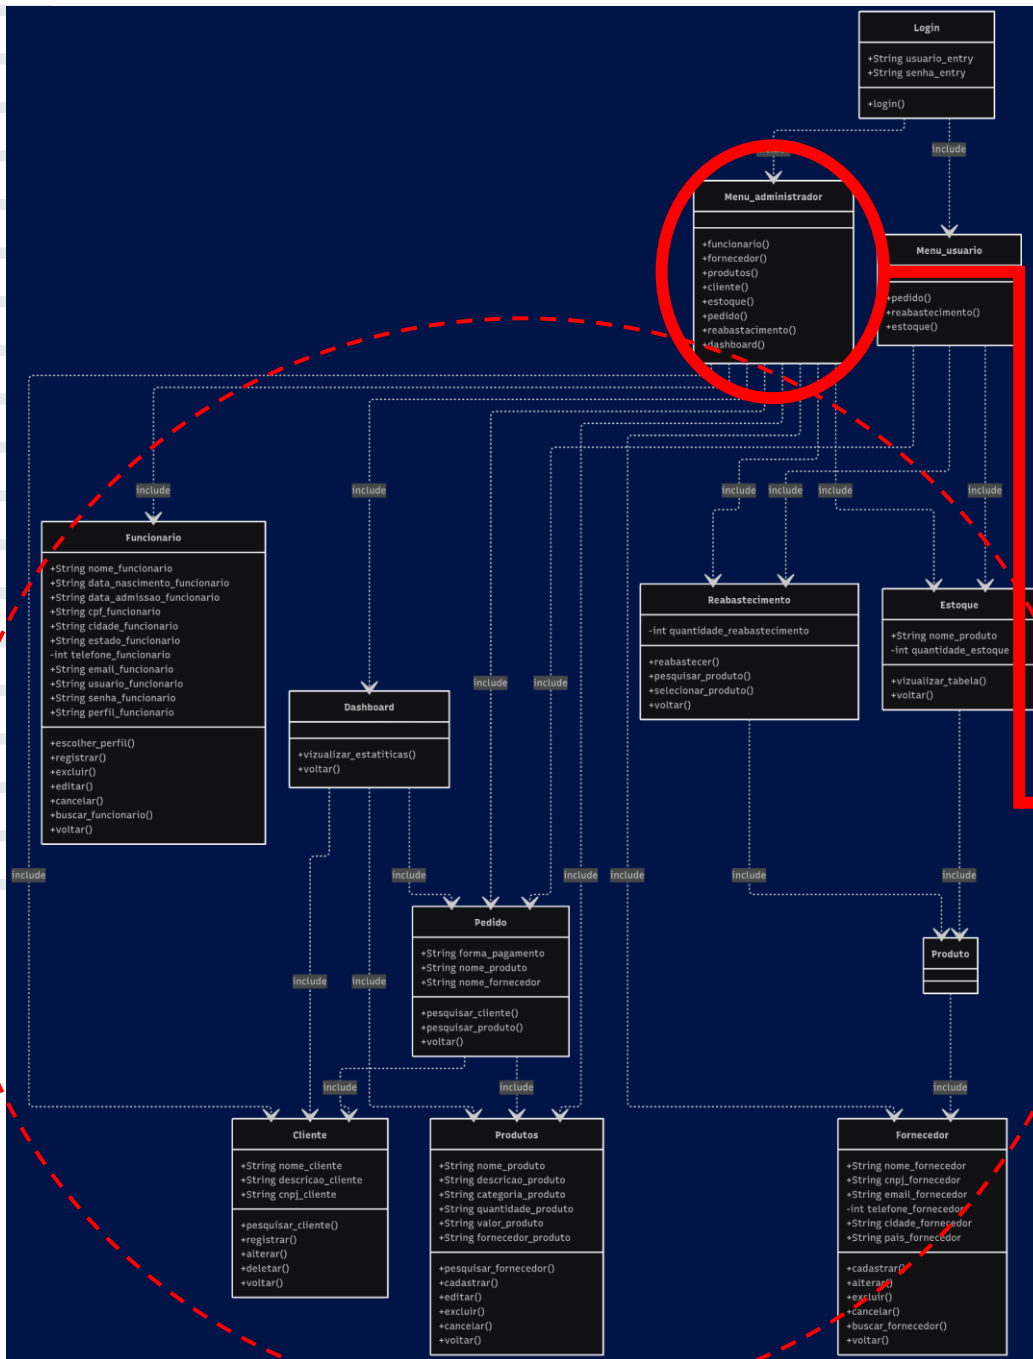 Login
+String usuario_entry
+String senha_entry
+login()
include
Menu_administrador
+funcionario()
+fornecedor()
+produtos()
+cliente()
+estoque()
+pedido()
+reabastacimento()
+dashboard()
Menu_usuario
+pedido()
+reabastecimento()
+estoque()
include
include
include
include
include
include
Funcionario
+String nome_funcionario
+String data_nascimento_funcionario
+String data_admissao_funcionario
+String cpf_funcionario
+String cidade_funcionario
+String estado_funcionario
-int telefone_funcionario
+String email_funcionario
+String usuario_funcionario
+String senha_funcionario
+String perfil_funcionario
+escolher_perfil()
+registrar()
+excluir()
+editar()
+cancelar()
+buscar_funcionario()
+voltar()
Reabastecimento
-int quantidade_reabastecimento
+reabastecer()
+pesquisar_produto()
+selecionar_produto()
+voltar()
Estoque
+String nome_produto
-int quantidade_estoque
+vizualizar_tabela()
+voltar()
include
include
Dashboard
+vizualizar_estatiticas()
+voltar()
include
include
include
include
include
include
Pedido
+String forma_pagamento
+String nome_produto
+String nome_fornecedor
+pesquisar_cliente()
+pesquisar_produto()
+voltar()
Produto
include
include
include
include
include
Cliente
+String nome_cliente
+String descricao_cliente
+String cnpj_cliente
+pesquisar_cliente()
+registrar()
+alterar()
+deletar()
+voltar()
Produtos
+String nome_produto
+String descricao_produto
+String categoria_produto
+String quantidade_produto
+String valor_produto
+String fornecedor_produto
+pesquisar_fornecedor()
+cadastrar()
+editar()
+excluir()
+cancelar()
+voltar()
Fornecedor
+String nome_fornecedor
+String cnpj_fornecedor
+String email_fornecedor
-int telefone_fornecedor
+String cidade_fornecedor
+String pais_fornecedor
+cadastrar()
+alterar()
+excluir()
+cancelar()
+buscar_fornecedor()
+voltar()